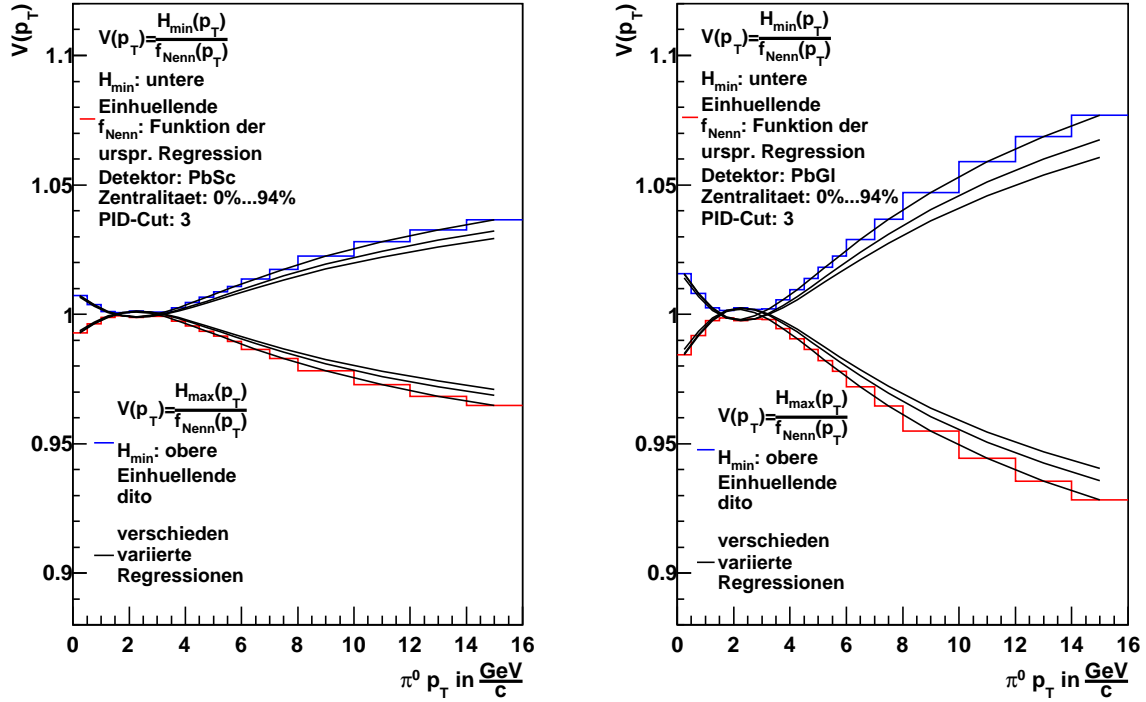 V(p_T)
V(p_T)=H_min(p_T)/f_Nenn(p_T)
H_min: untere
Einhuellende
f_Nenn: Funktion der
urspr. Regression
Detektor: PbSc
Zentralitaet: 0%...94%
PID-Cut: 3
V(p_T)=H_max(p_T)/f_Nenn(p_T)
H_min: obere
Einhuellende
dito
verschieden
variierte
Regressionen
1.1
1.05
1
0.95
0.9
0 2 4 6 8 10 12 14 16
π⁰ p_T in GeV/c
V(p_T)
V(p_T)=H_min(p_T)/f_Nenn(p_T)
H_min: untere
Einhuellende
f_Nenn: Funktion der
urspr. Regression
Detektor: PbGl
Zentralitaet: 0%...94%
PID-Cut: 3
V(p_T)=H_max(p_T)/f_Nenn(p_T)
H_min: obere
Einhuellende
dito
verschieden
variierte
Regressionen
1.1
1.05
1
0.95
0.9
0 2 4 6 8 10 12 14 16
π⁰ p_T in GeV/c